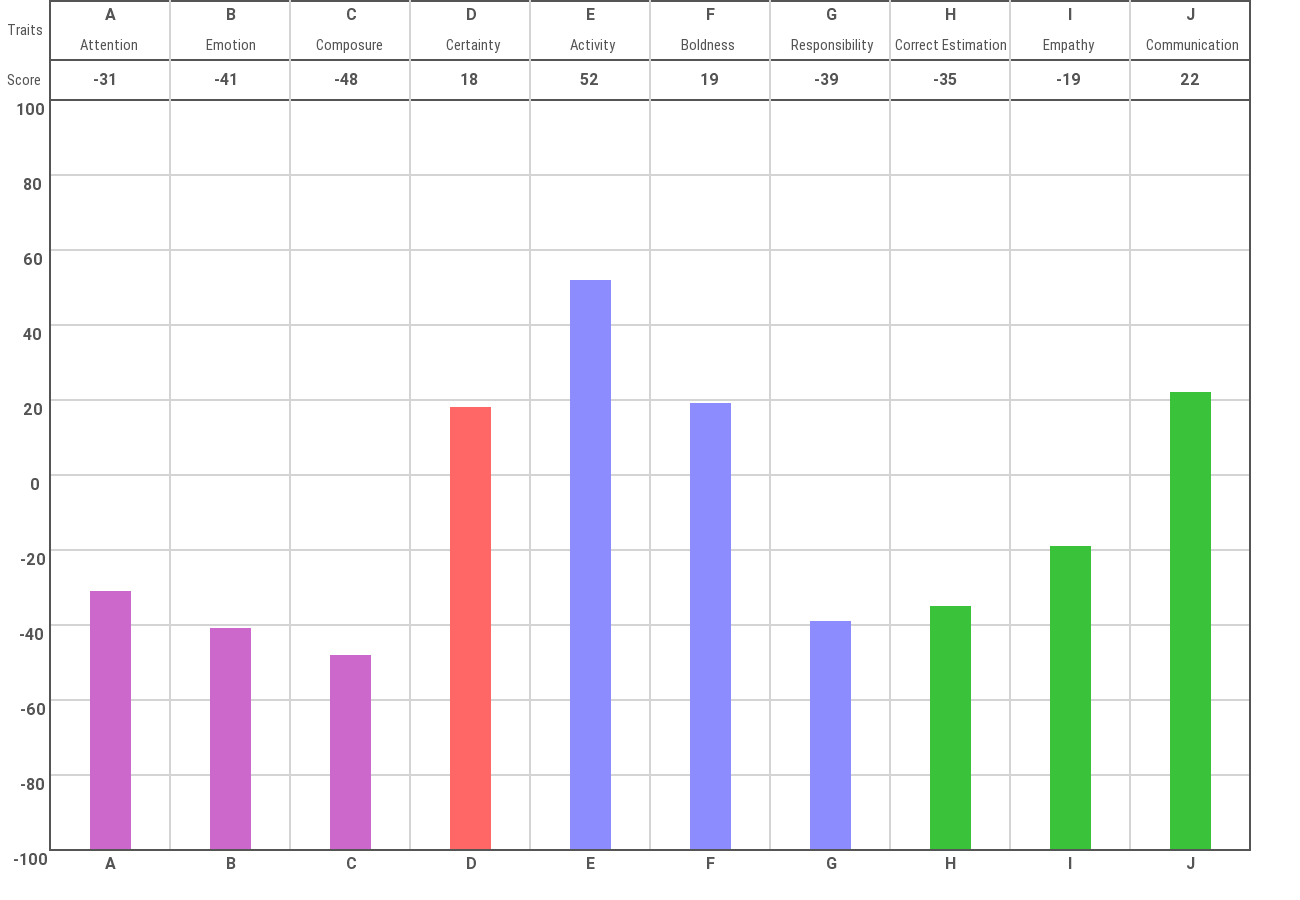 A B C D E F G H I J
Traits
Attention Emotion Composure Certainty Activity Boldness Responsibility Correct Estimation Empathy Communication
Score -31 -41 -48 18 52 19 -39 -35 -19 22
100
80
60
40
20
0
-20
-40
-60
-80
-100
A B C D E F G H I J